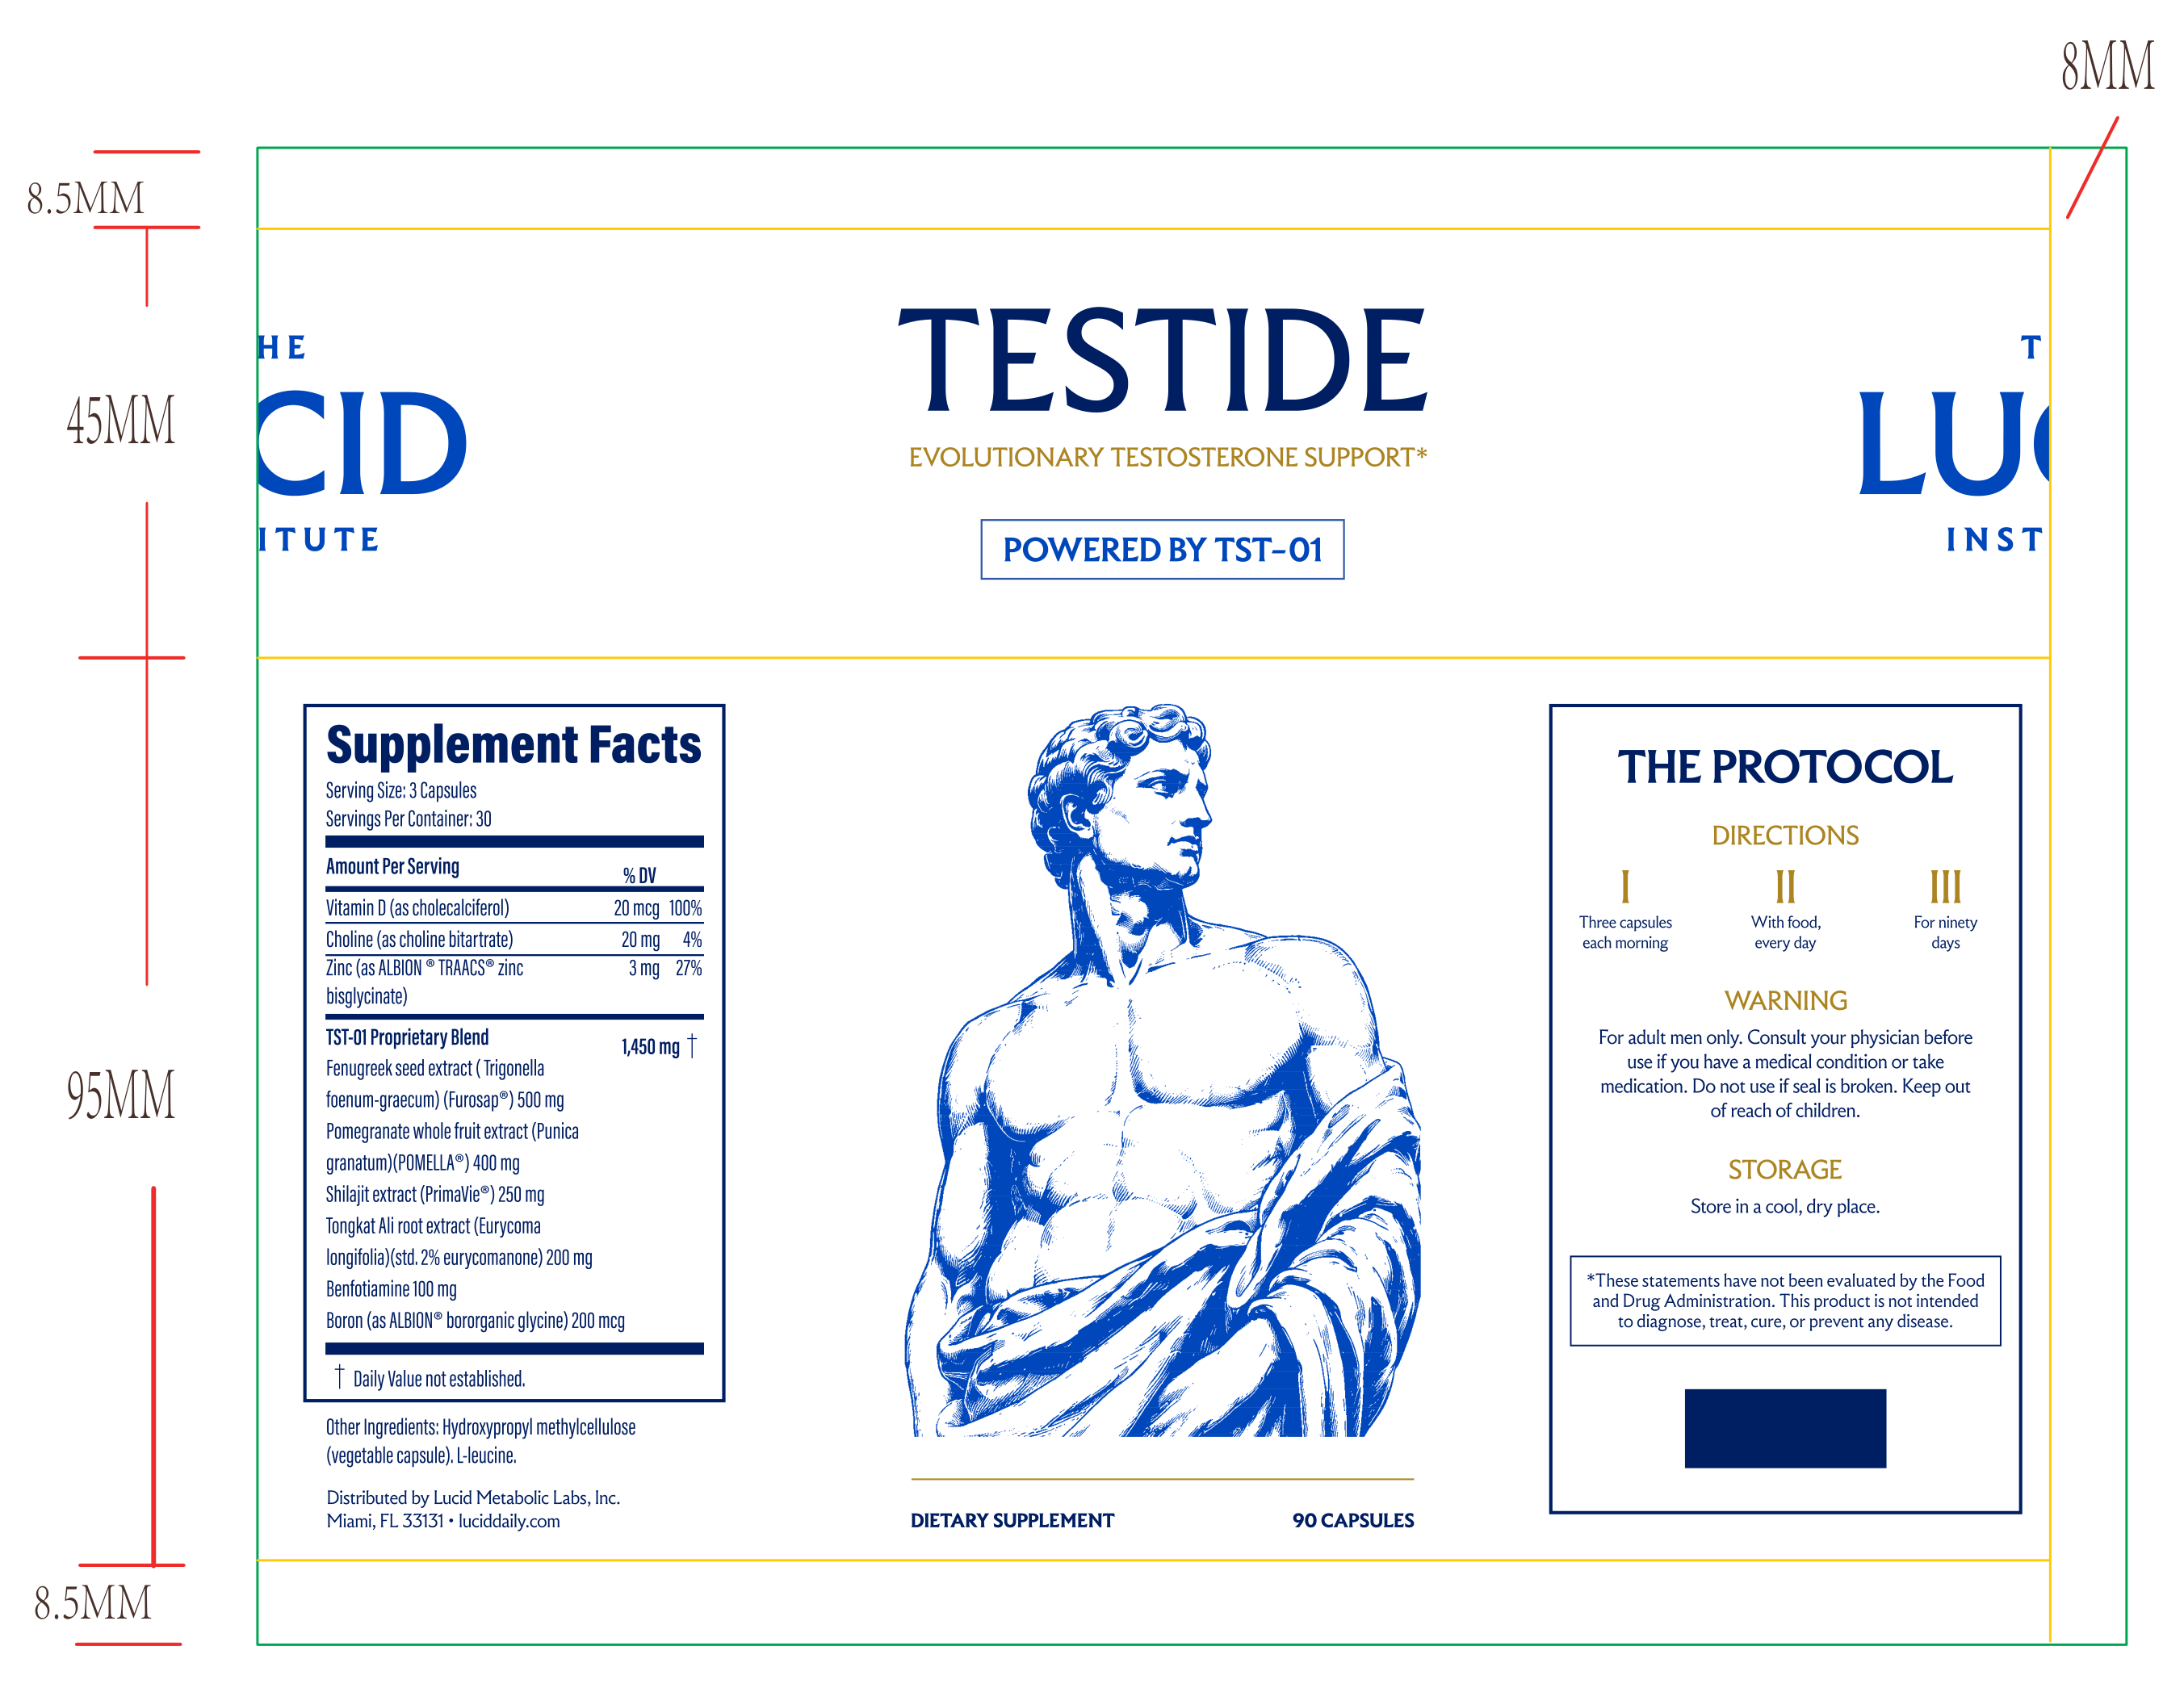 8MM
8.5MM
45MM
95MM
8.5MM
HE
CID
ITUTE
TESTIDE
EVOLUTIONARY TESTOSTERONE SUPPORT*
POWERED BY TST-01
T
LUC
INST
Supplement Facts
Serving Size: 3 Capsules
Servings Per Container: 30
Amount Per Serving % DV
Vitamin D (as cholecalciferol) 20 mcg 100%
Choline (as choline bitartrate) 20 mg 4%
Zinc (as ALBION ® TRAACS® zinc 3 mg 27%
bisglycinate)
TST-01 Proprietary Blend 1,450 mg †
Fenugreek seed extract ( Trigonella
foenum-graecum) (Furosap®) 500 mg
Pomegranate whole fruit extract (Punica
granatum)(POMELLA®) 400 mg
Shilajit extract (PrimaVie®) 250 mg
Tongkat Ali root extract (Eurycoma
longifolia)(std. 2% eurycomanone) 200 mg
Benfotiamine 100 mg
Boron (as ALBION® bororganic glycine) 200 mcg
† Daily Value not established.
Other Ingredients: Hydroxypropyl methylcellulose
(vegetable capsule). L-leucine.
Distributed by Lucid Metabolic Labs, Inc.
Miami, FL 33131 • luciddaily.com
DIETARY SUPPLEMENT 90 CAPSULES
THE PROTOCOL
DIRECTIONS
I II III
Three capsules With food, For ninety
each morning every day days
WARNING
For adult men only. Consult your physician before
use if you have a medical condition or take
medication. Do not use if seal is broken. Keep out
of reach of children.
STORAGE
Store in a cool, dry place.
*These statements have not been evaluated by the Food
and Drug Administration. This product is not intended
to diagnose, treat, cure, or prevent any disease.